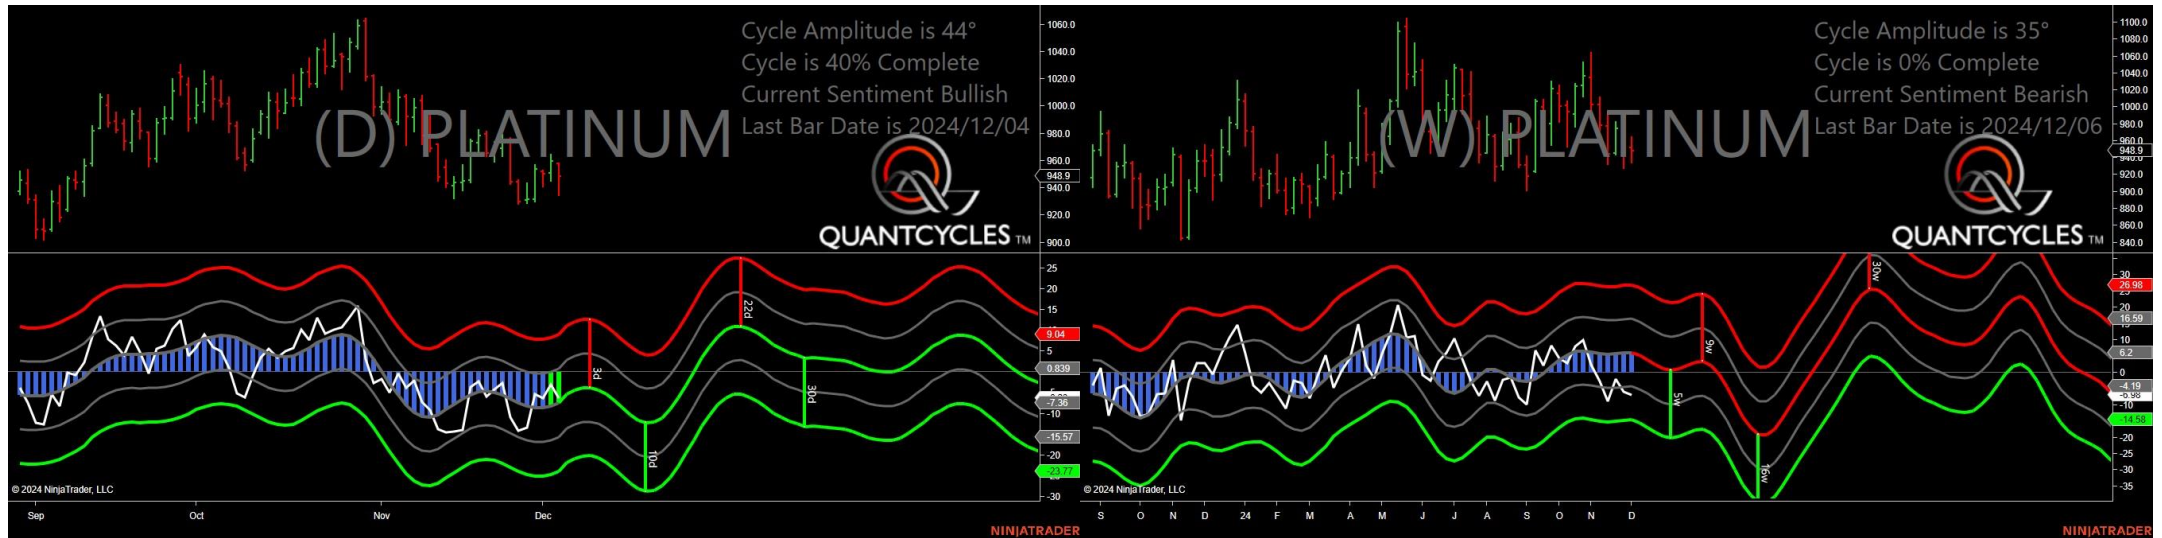 Cycle Amplitude is 44°
Cycle is 40% Complete
Current Sentiment Bullish
Last Bar Date is 2024/12/04
(D) PLATINUM
QUANTCYCLES TM
1060.0
1040.0
1020.0
1000.0
980.0
960.0
948.9
940.0
920.0
900.0
25
20
15
9.04
5
0.839
-7.36
-10
-15.57
-20
-23.77
-30
3d
10d
22d
30d
© 2024 NinjaTrader, LLC
Sep
Oct
Nov
Dec
NINJATRADER
Cycle Amplitude is 35°
Cycle is 0% Complete
Current Sentiment Bearish
Last Bar Date is 2024/12/06
(W) PLATINUM
QUANTCYCLES TM
1100.0
1080.0
1060.0
1040.0
1020.0
1000.0
980.0
960.0
948.9
940.0
920.0
900.0
880.0
860.0
840.0
30
26.98
20
16.59
10
6.2
0
-4.19
-6.98
-10
-14.58
-20
-25
-30
-35
5w
9w
16w
30w
© 2024 NinjaTrader, LLC
S O N D 24 F M A M J J A S O N D
NINJATRADER